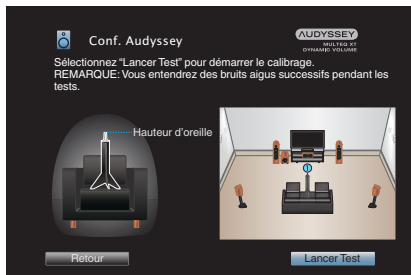 Conf. Audyssey
AUDYSSEY
MULTEQ XT
DYNAMIC VOLUME
Sélectionnez “Lancer Test” pour démarrer le calibrage.
REMARQUE: Vous entendrez des bruits aigus successifs pendant les
tests.
Hauteur d’oreille
Retour
Lancer Test